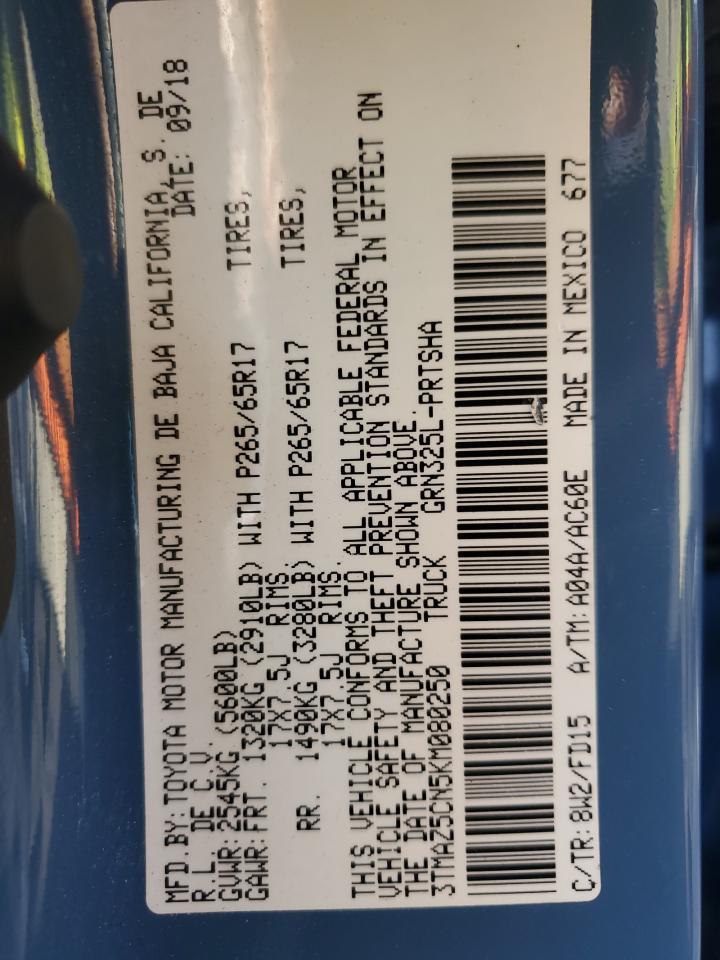 MFD.BY: TOYOTA MOTOR MANUFACTURING DE BAJA CALIFORNIA, S. DE
R.L. DE C.V. DATE: 09/18
GVWR: 2545KG (5600LB)
GAWR: FRT. 1320KG (2910LB) WITH P265/65R17 TIRES,
17X7.5J RIMS.
RR. 1490KG (3280LB) WITH P265/65R17 TIRES,
17X7.5J RIMS.
THIS VEHICLE CONFORMS TO ALL APPLICABLE FEDERAL MOTOR
VEHICLE SAFETY AND THEFT PREVENTION STANDARDS IN EFFECT ON
THE DATE OF MANUFACTURE SHOWN ABOVE.
3TMAZ5CN5KM080250 TRUCK GRN325L-PRTSHA
C/TR: 8W2/FD15 A/TM: A04A/AC60E MADE IN MEXICO 677